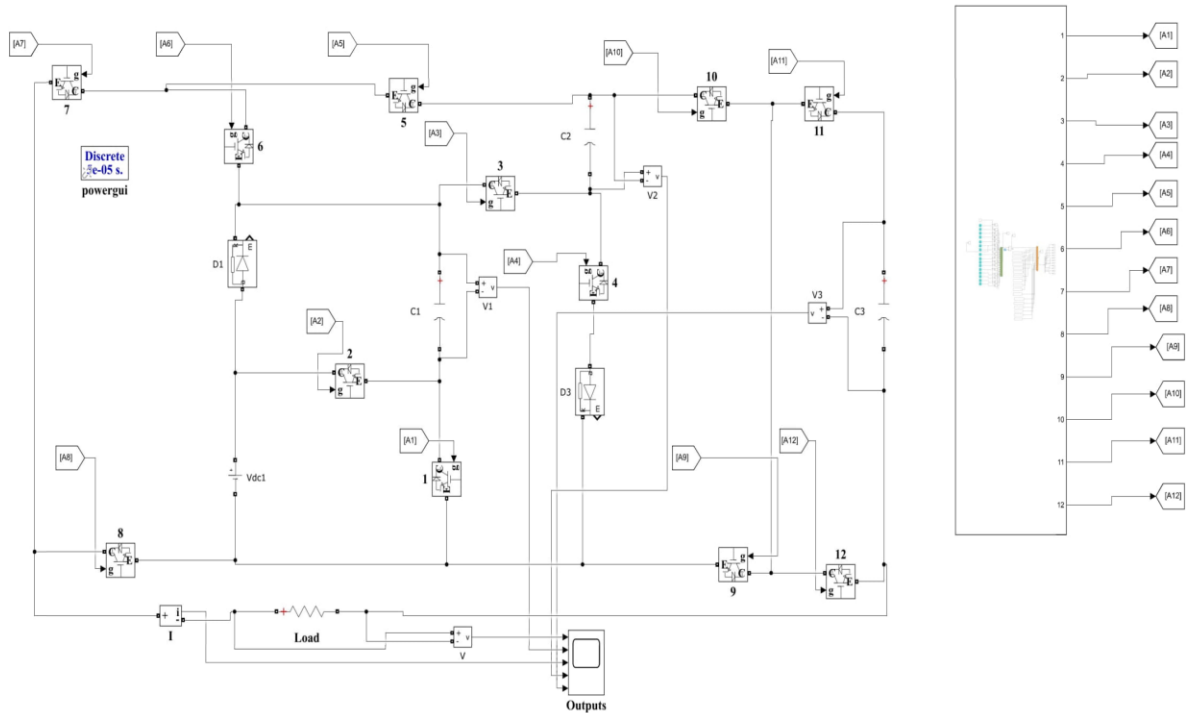 [A7]
[A6]
[A5]
[A10]
[A11]
10
7
5
11
6
[A3]
C2
3
Discrete
5e-05 s.
powergui
V2
[A4]
4
D1
V1
V3
C1
C3
[A2]
2
D3
[A1]
[A12]
[A8]
[A9]
1
Vdc1
8
9
12
I
Load
V
Outputs
1 [A1]
2 [A2]
3 [A3]
4 [A4]
5 [A5]
6 [A6]
7 [A7]
8 [A8]
9 [A9]
10 [A10]
11 [A11]
12 [A12]